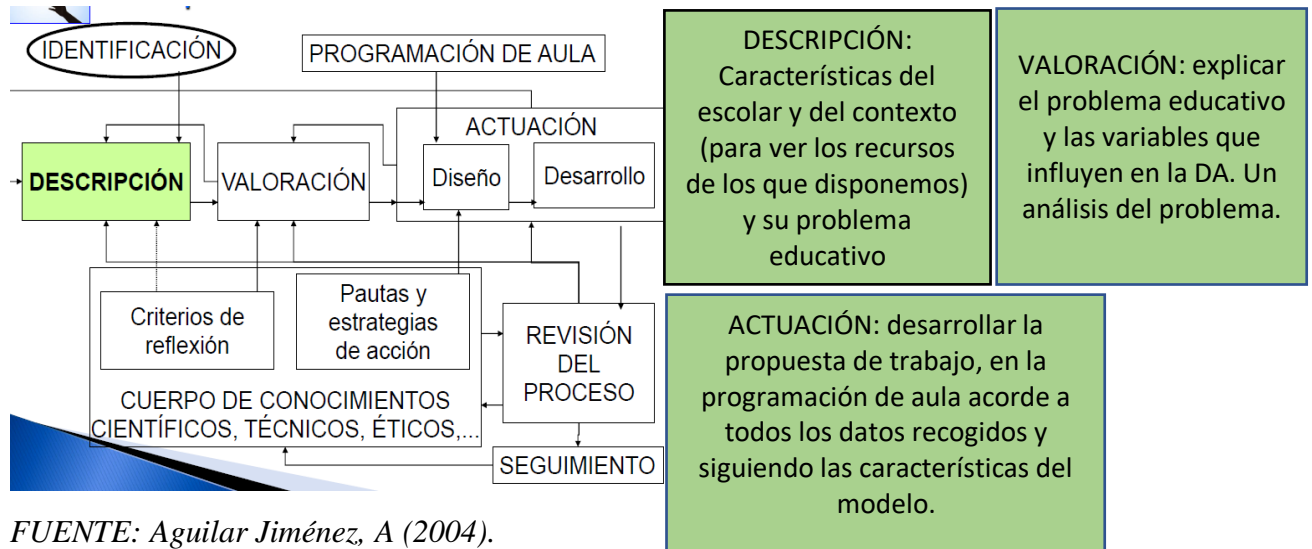 IDENTIFICACIÓN
PROGRAMACIÓN DE AULA
ACTUACIÓN
DESCRIPCIÓN
VALORACIÓN
Diseño
Desarrollo
Criterios de
reflexión
Pautas y
estrategias
de acción
REVISIÓN
DEL
PROCESO
CUERPO DE CONOCIMIENTOS
CIENTÍFICOS, TÉCNICOS, ÉTICOS,...
SEGUIMIENTO
DESCRIPCIÓN:
Características del
escolar y del contexto
(para ver los recursos
de los que disponemos)
y su problema
educativo
VALORACIÓN: explicar
el problema educativo
y las variables que
influyen en la DA. Un
análisis del problema.
ACTUACIÓN: desarrollar la
propuesta de trabajo, en la
programación de aula acorde a
todos los datos recogidos y
siguiendo las características del
modelo.
FUENTE: Aguilar Jiménez, A (2004).